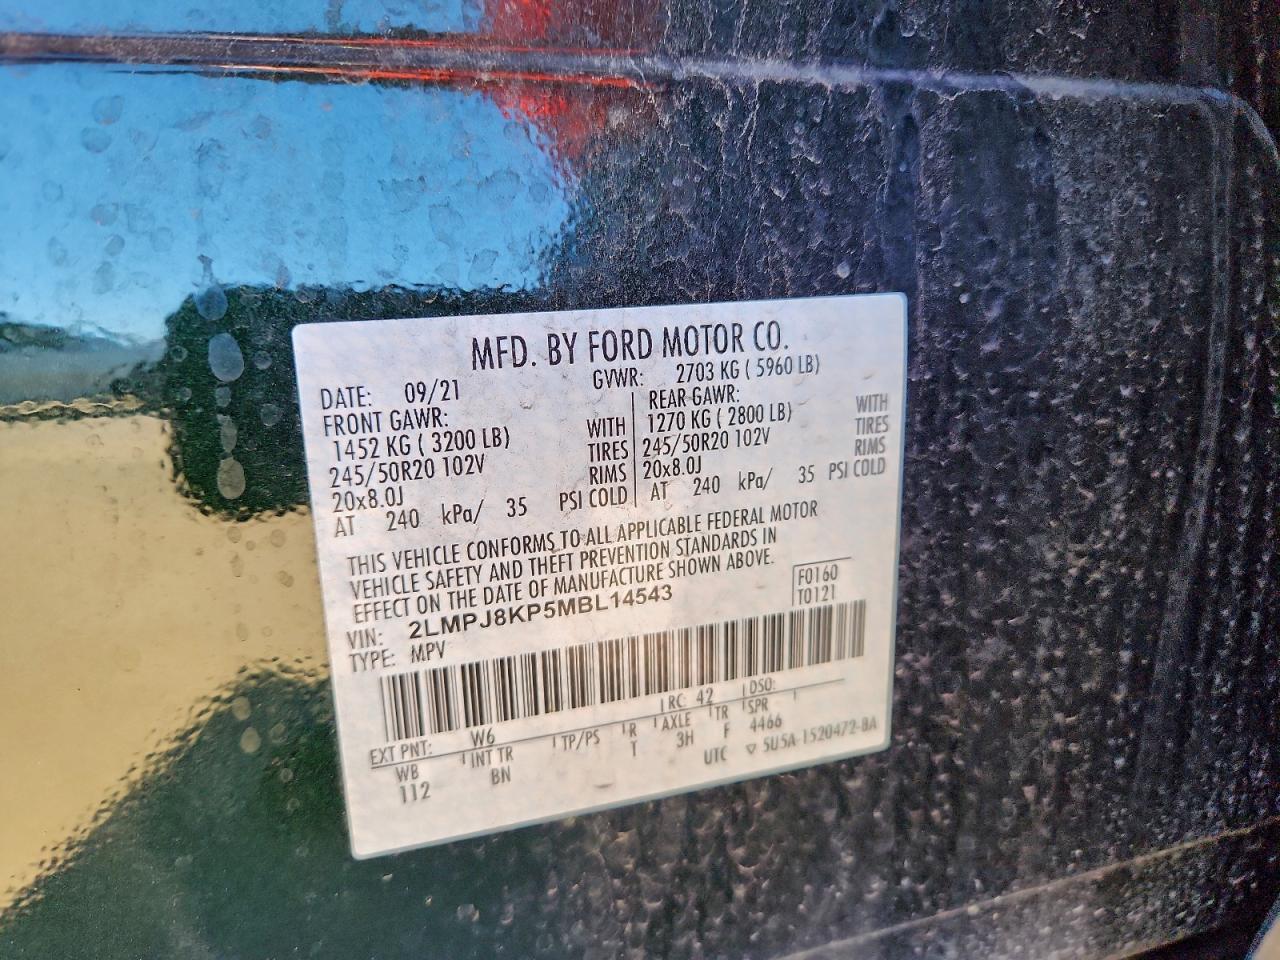 MFD. BY FORD MOTOR CO.
DATE: 09/21 GVWR: 2703 KG ( 5960 LB)
FRONT GAWR: REAR GAWR:
1452 KG ( 3200 LB) WITH 1270 KG ( 2800 LB) WITH
245/50R20 102V TIRES 245/50R20 102V TIRES
20x8.0J RIMS 20x8.0J RIMS
AT 240 kPa/ 35 PSI COLD AT 240 kPa/ 35 PSI COLD
THIS VEHICLE CONFORMS TO ALL APPLICABLE FEDERAL MOTOR
VEHICLE SAFETY AND THEFT PREVENTION STANDARDS IN
EFFECT ON THE DATE OF MANUFACTURE SHOWN ABOVE.
VIN: 2LMPJ8KP5MBL14543 F0160
TYPE: MPV T0121
EXT PNT: W6 RC: 42 DSO:
WB INT TR TP/PS R AXLE TR SPR
112 BN T 3H F 4466
UTC ▽ 5U5A-1520472-BA